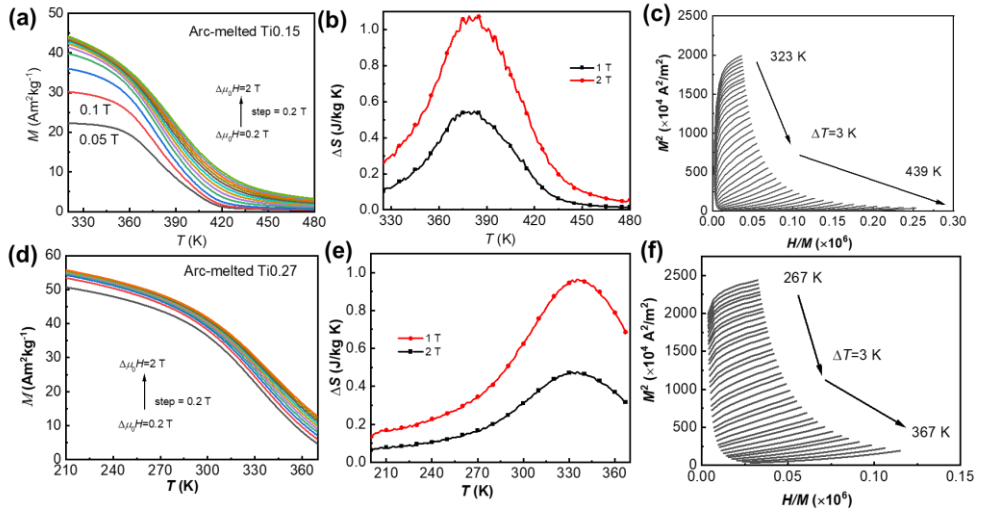 (a)
Arc-melted Ti0.15
M (Am²kg⁻¹)
50
40
30
20
10
0
0.1 T
0.05 T
Δμ₀H=2 T
step = 0.2 T
Δμ₀H=0.2 T
330 360 390 420 450 480
T (K)
(b)
ΔS (J/kg K)
1.0
0.8
0.6
0.4
0.2
0.0
1 T
2 T
330 360 390 420 450 480
T (K)
(c)
M² (×10⁴ A²/m²)
2500
2000
1500
1000
500
0
323 K
ΔT=3 K
439 K
0.00 0.05 0.10 0.15 0.20 0.25 0.30
H/M (×10⁶)
(d)
Arc-melted Ti0.27
M (Am²kg⁻¹)
60
50
40
30
20
10
0
Δμ₀H=2 T
step = 0.2 T
Δμ₀H=0.2 T
210 240 270 300 330 360
T (K)
(e)
ΔS (J/kg K)
1.0
0.8
0.6
0.4
0.2
0.0
1 T
2 T
210 240 270 300 330 360
T (K)
(f)
M² (×10⁴ A²/m²)
2500
2000
1500
1000
500
0
267 K
ΔT=3 K
367 K
0.00 0.05 0.10 0.15
H/M (×10⁶)